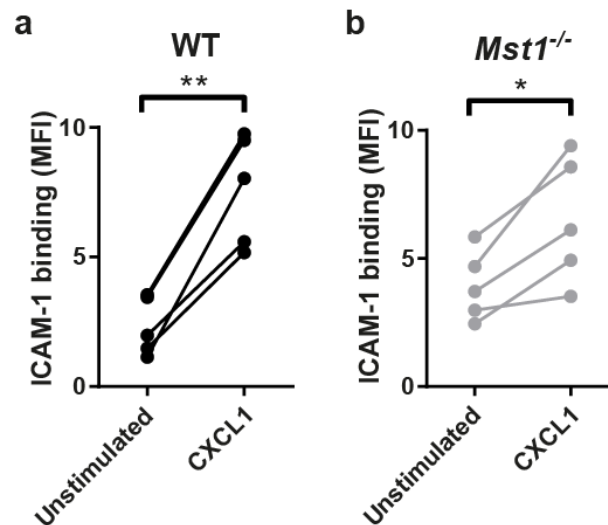 a
WT
**
ICAM-1 binding (MFI)
10
5
0
Unstimulated
CXCL1
b
Mst1-/-
*
ICAM-1 binding (MFI)
10
5
0
Unstimulated
CXCL1